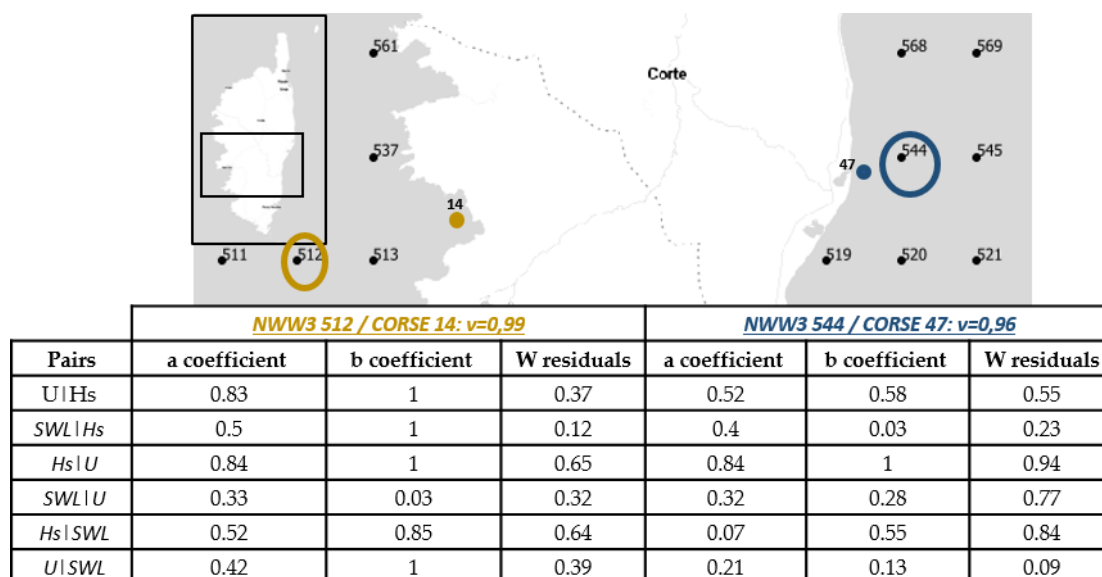 561
568
569
Corte
537
47
544
545
14
511
512
513
519
520
521
NWW3 512 / CORSE 14: v=0,99 NWW3 544 / CORSE 47: v=0,96
Pairs a coefficient b coefficient W residuals a coefficient b coefficient W residuals
U|Hs 0.83 1 0.37 0.52 0.58 0.55
SWL|Hs 0.5 1 0.12 0.4 0.03 0.23
Hs|U 0.84 1 0.65 0.84 1 0.94
SWL|U 0.33 0.03 0.32 0.32 0.28 0.77
Hs|SWL 0.52 0.85 0.64 0.07 0.55 0.84
U|SWL 0.42 1 0.39 0.21 0.13 0.09